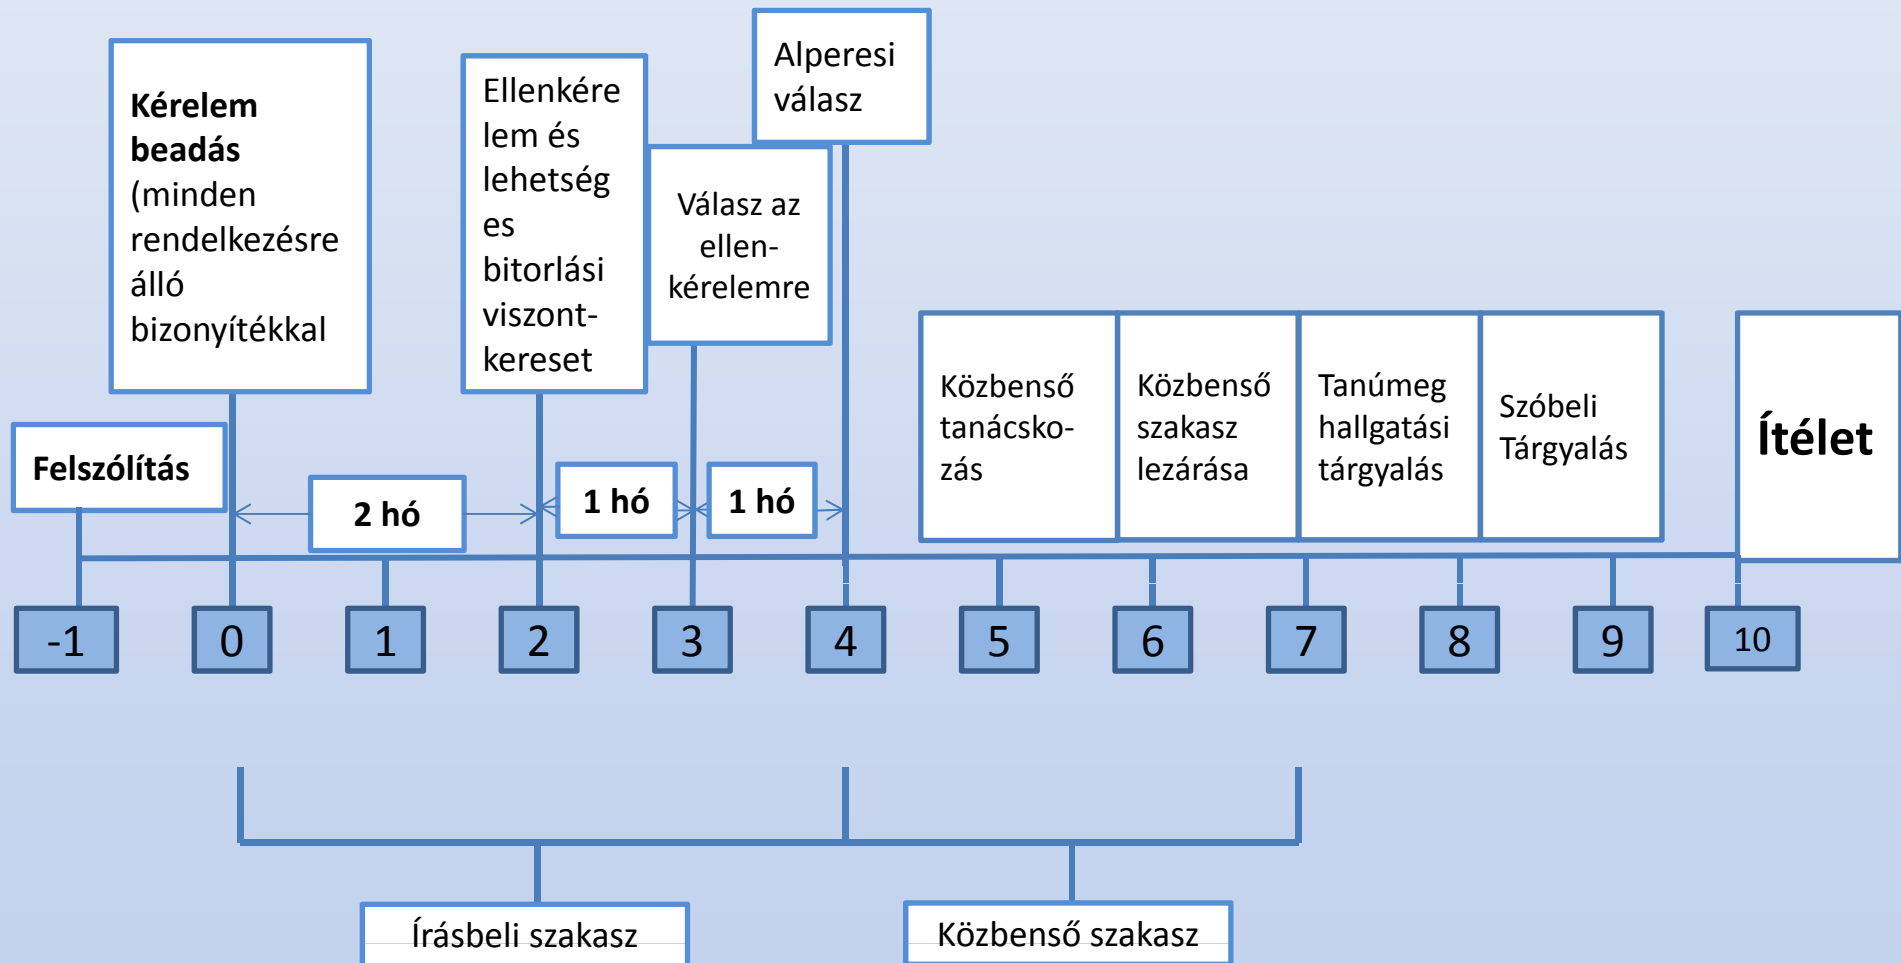 Kérelem
beadás
(minden
rendelkezésre
álló
bizonyítékkal
Ellenkére
lem és
lehetség
es
bitorlási
viszont-
kereset
Alperesi
válasz
Válasz az
ellen-
kérelemre
Közbenső
tanácsko-
zás
Közbenső
szakasz
lezárása
Tanúmeg
hallgatási
tárgyalás
Szóbeli
Tárgyalás
Ítélet
Felszólítás
2 hó
1 hó
1 hó
-1
0
1
2
3
4
5
6
7
8
9
10
Írásbeli szakasz
Közbenső szakasz